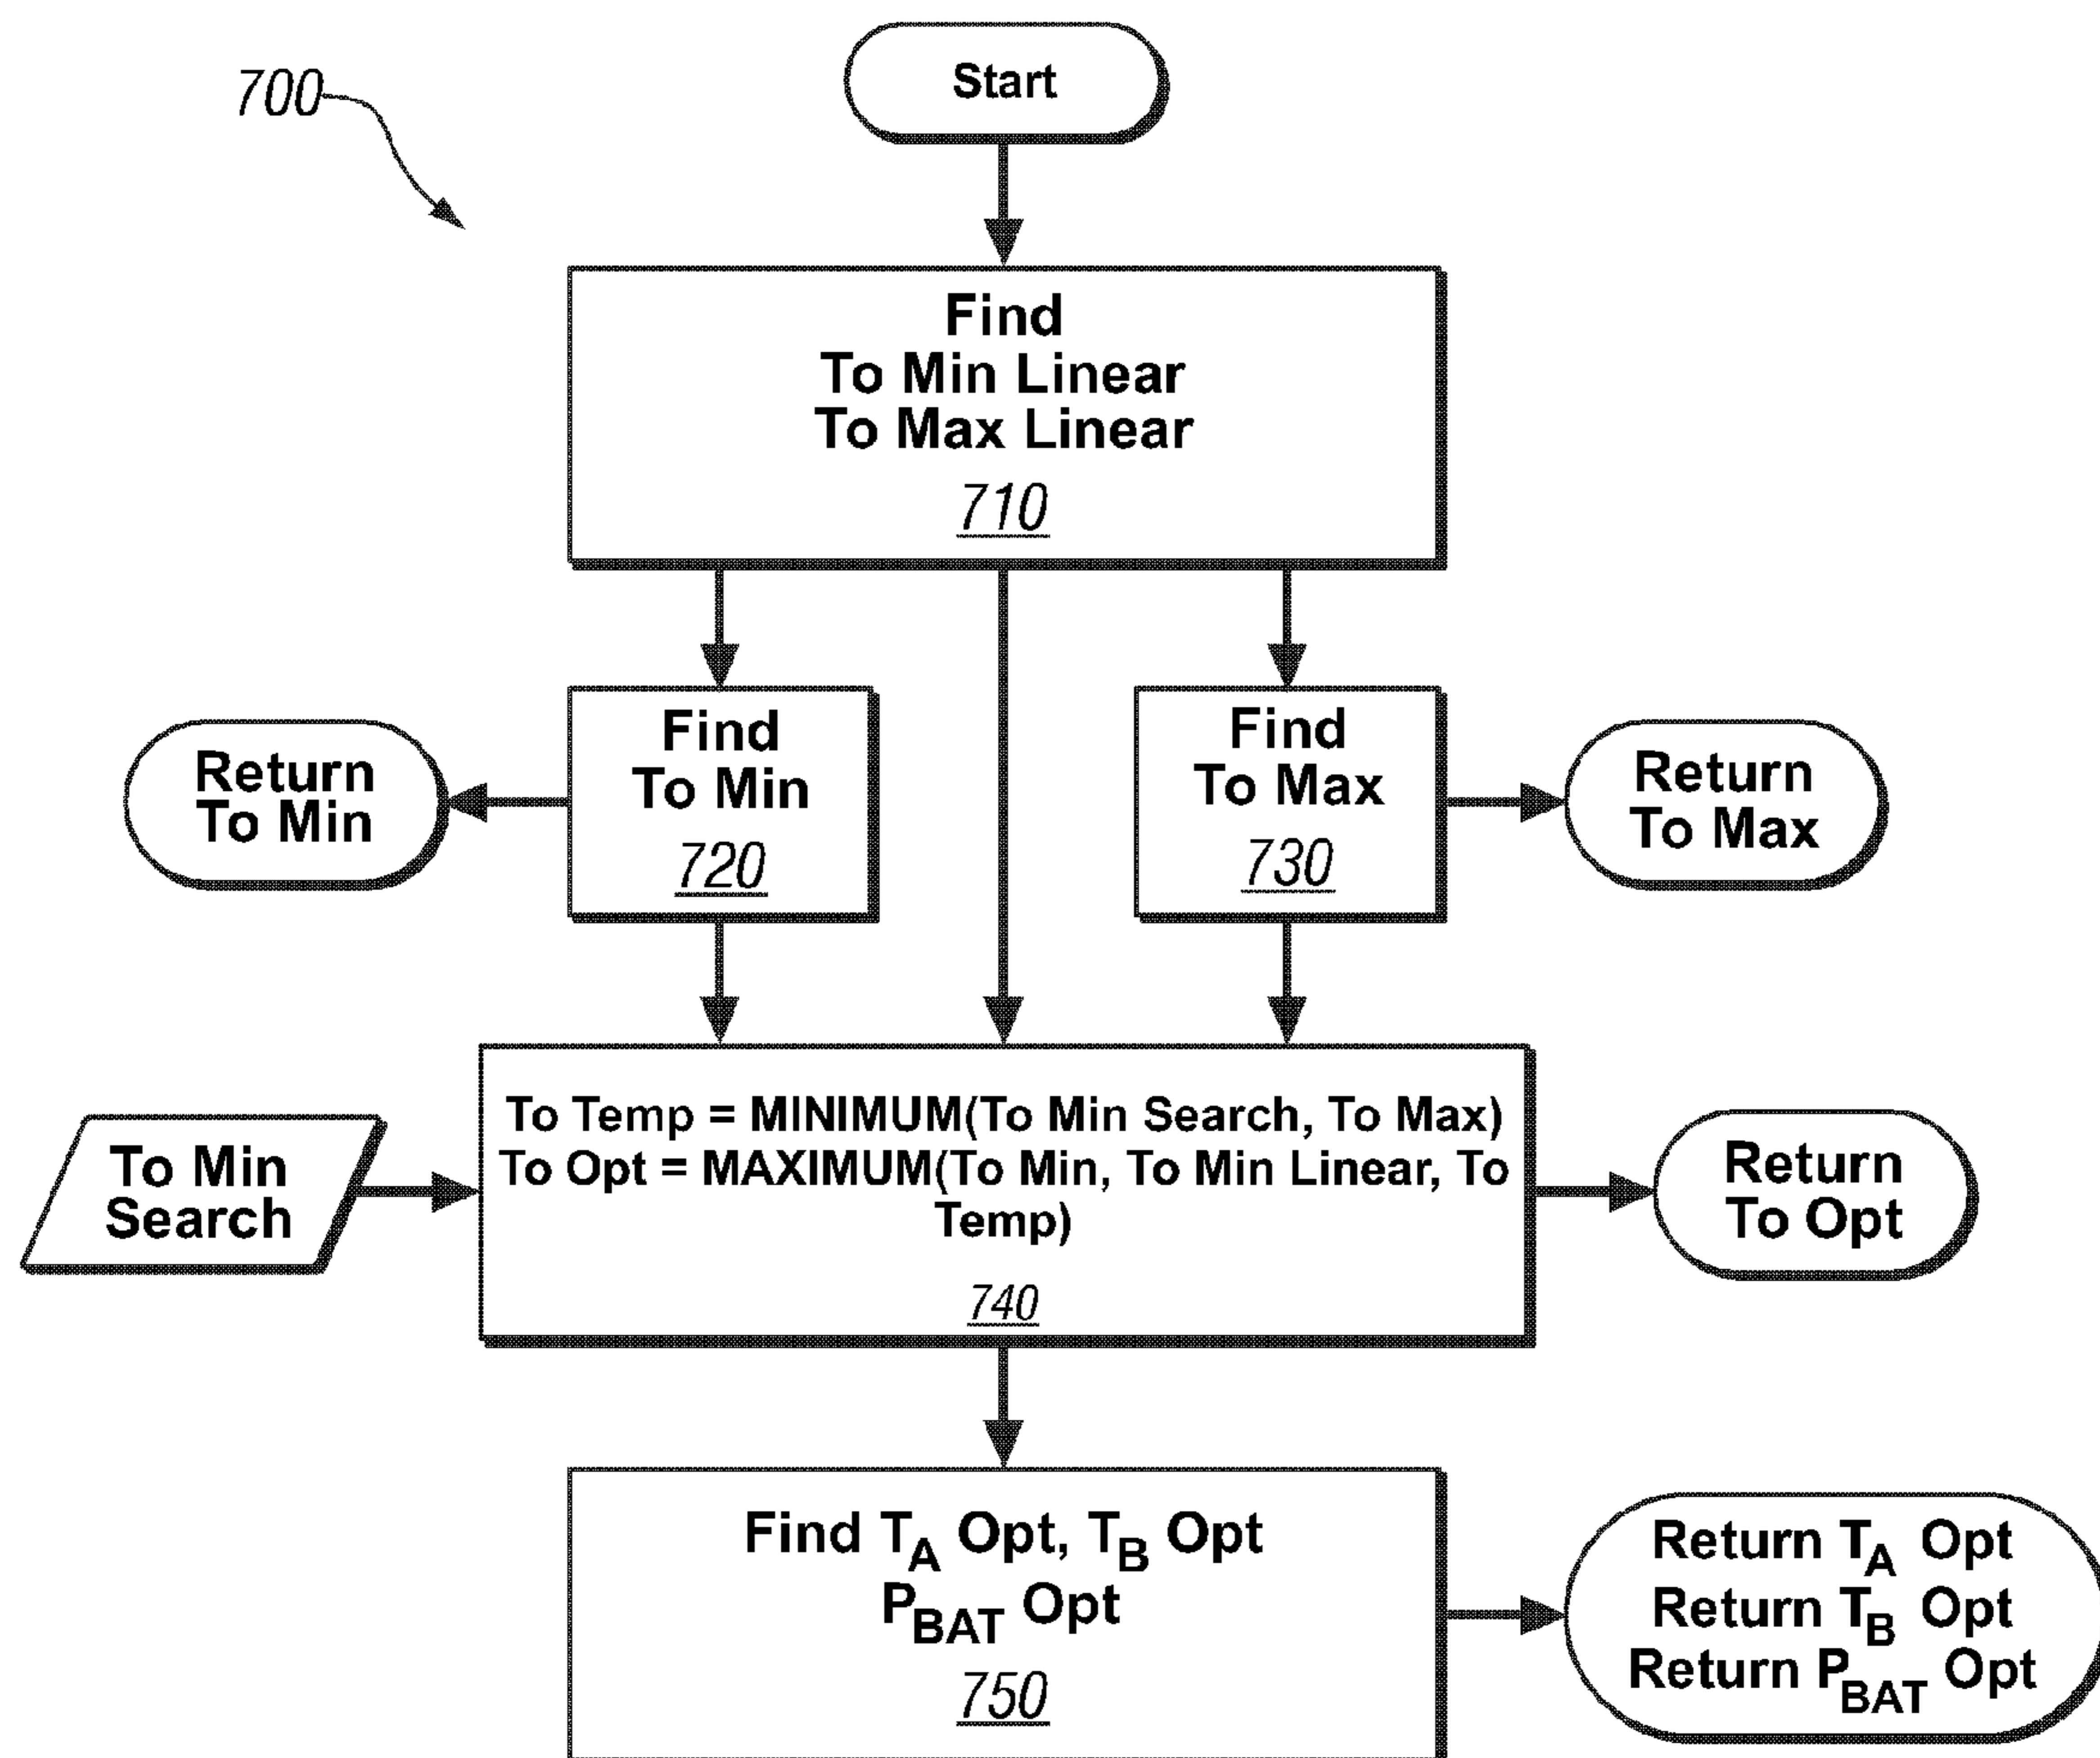 700
Start
Find
To Min Linear
To Max Linear
710
Find
To Min
720
Find
To Max
730
Return
To Min
Return
To Max
To Min
Search
To Temp = MINIMUM(To Min Search, To Max)
To Opt = MAXIMUM(To Min, To Min Linear, To
Temp)
740
Return
To Opt
Find TA Opt, TB Opt
PBAT Opt
750
Return TA Opt
Return TB Opt
Return PBAT Opt